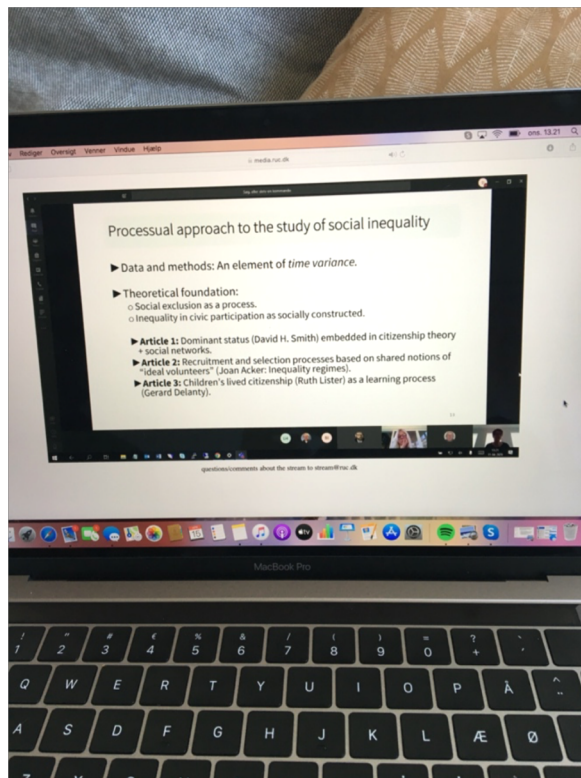 Rediger Oversigt Venner Vindue Hjælp
ons. 13.21
media.ruc.dk
Processual approach to the study of social inequality
▶Data and methods: An element of time variance.
▶Theoretical foundation:
o Social exclusion as a process.
o Inequality in civic participation as socially constructed.
▶Article 1: Dominant status (David H. Smith) embedded in citizenship theory
+ social networks.
▶Article 2: Recruitment and selection processes based on shared notions of
"ideal volunteers" (Joan Acker: Inequality regimes).
▶Article 3: Children's lived citizenship (Ruth Lister) as a learning process
(Gerard Delanty).
questions/comments about the stream to stream@ruc.dk
15
tv
S
MacBook Pro
! " # € % & / ( ) = ? `
1 2 3 4 5 6 7 8 9 0 + ´
Q W E R T Y U I O P Å ^ ¨
A S D F G H J K L Æ Ø